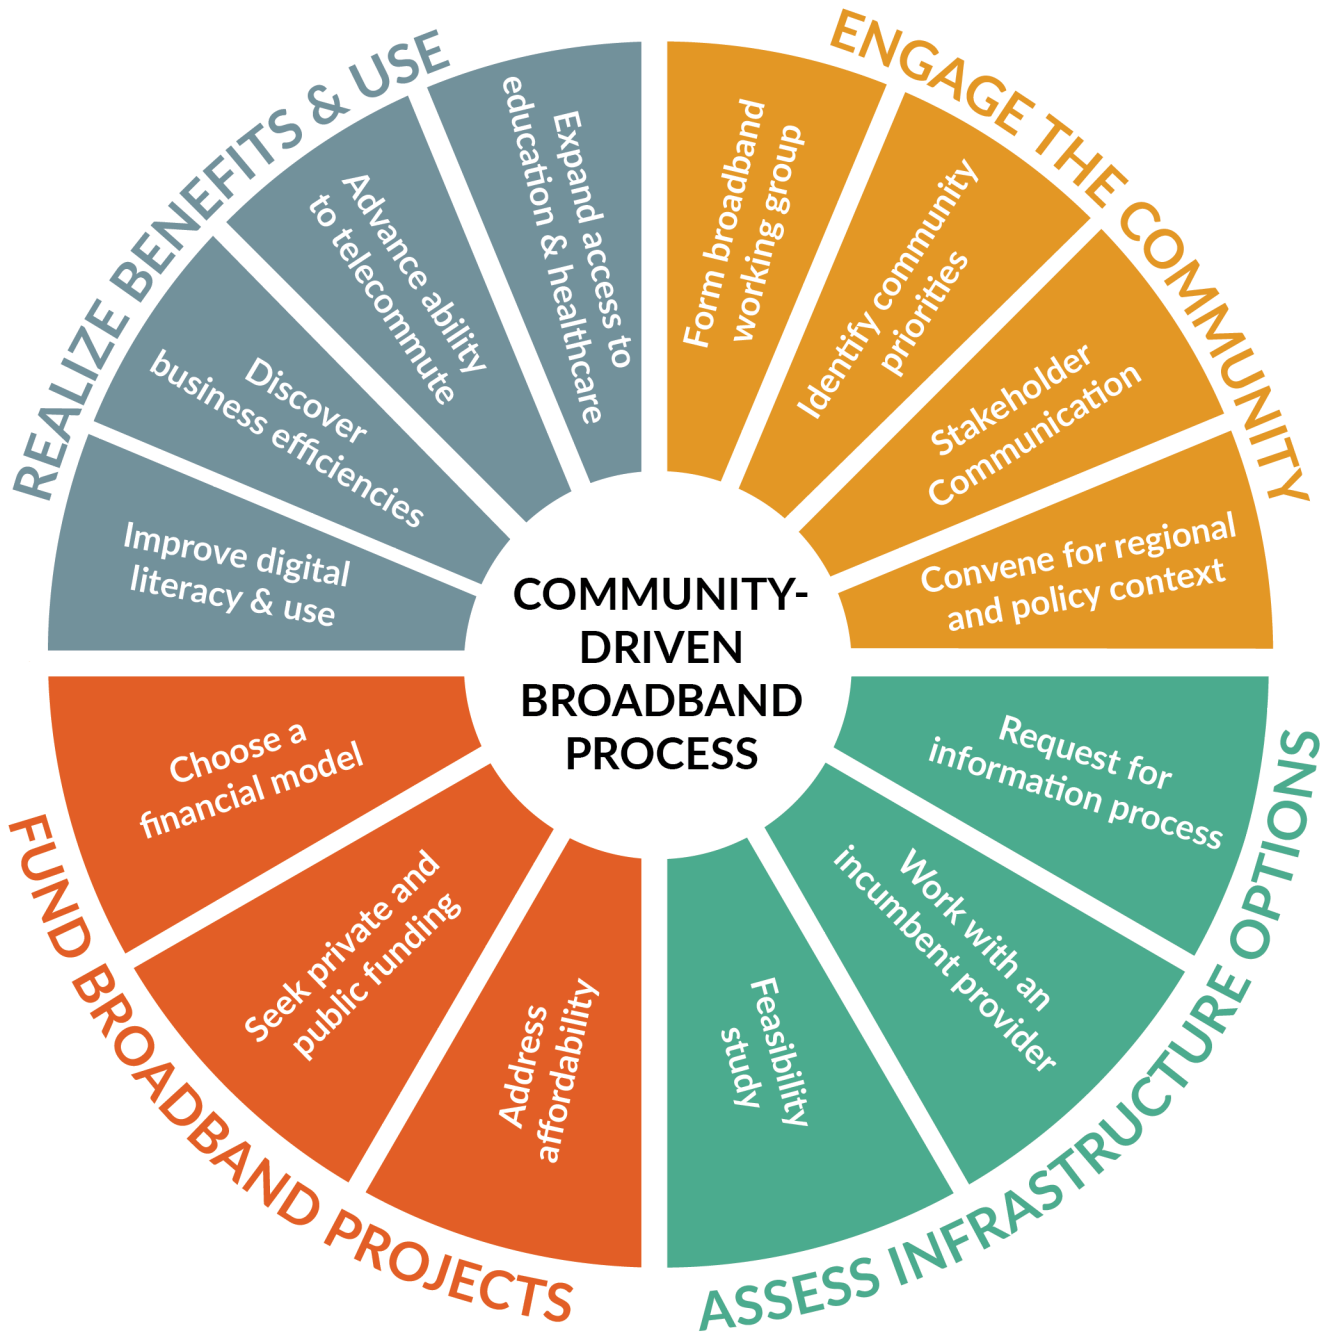 COMMUNITY-
DRIVEN
BROADBAND
PROCESS
ENGAGE THE COMMUNITY
Form broadband
working group
Identify community
priorities
Stakeholder
Communication
Convene for regional
and policy context
ASSESS INFRASTRUCTURE OPTIONS
Request for
information process
Work with an
incumbent provider
Feasibility
study
FUND BROADBAND PROJECTS
Address
affordability
Seek private and
public funding
Choose a
financial model
REALIZE BENEFITS & USE
Improve digital
literacy & use
Discover
business efficiencies
Advance ability
to telecommute
Expand access to
education & healthcare